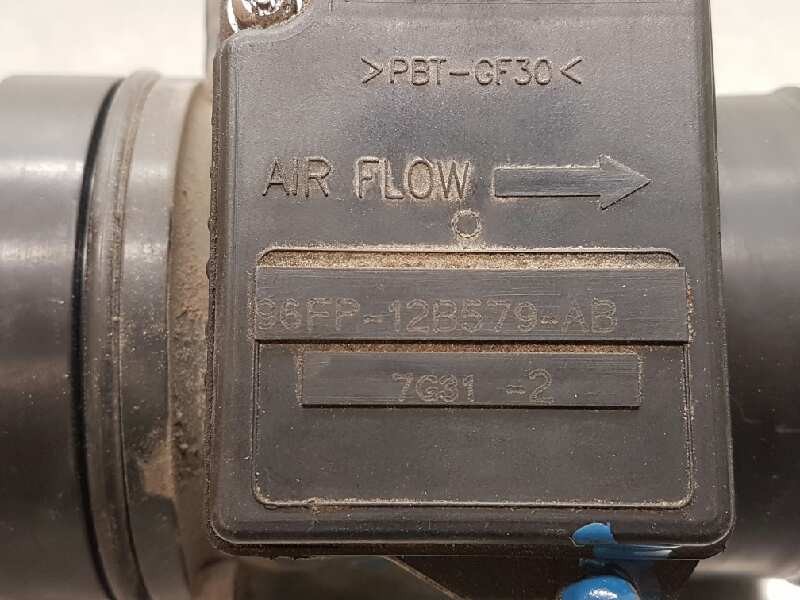 >PBT-GF30<
AIR FLOW
96FP-12B579-AB
7G31 -2